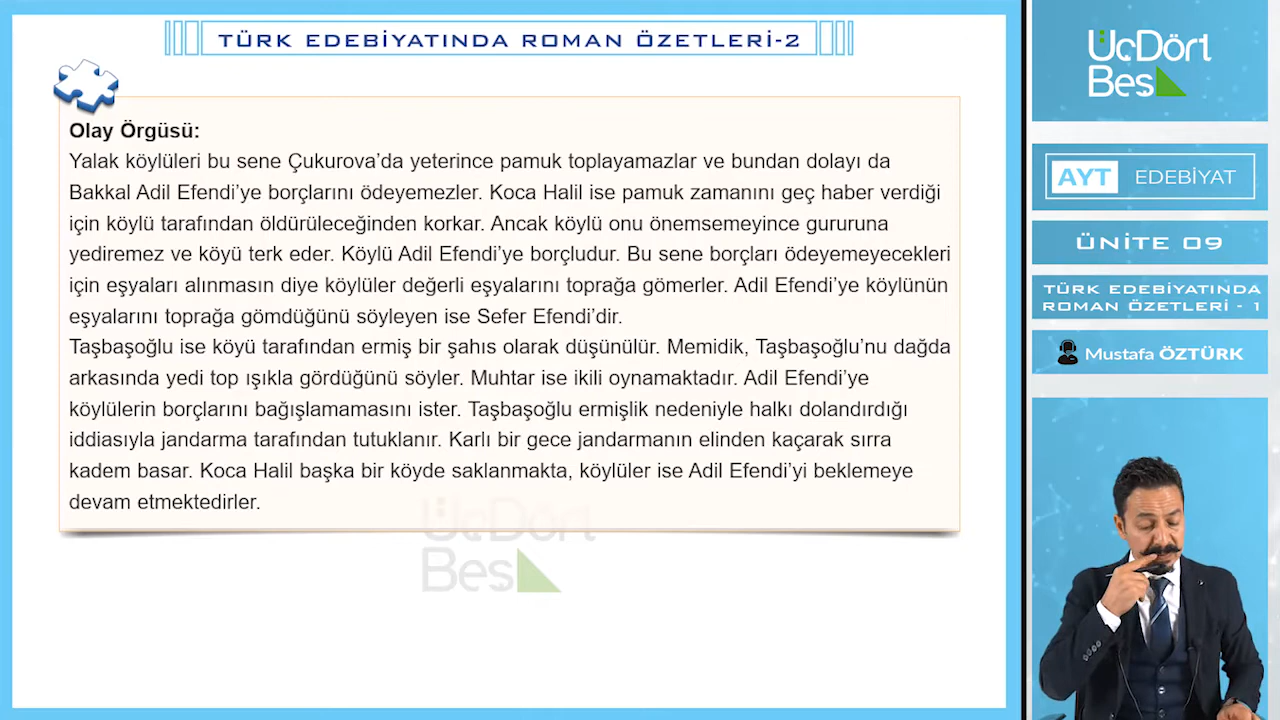 TÜRK EDEBİYATINDA ROMAN ÖZETLERİ-2
Olay Örgüsü:
Yalak köylüleri bu sene Çukurova’da yeterince pamuk toplayamazlar ve bundan dolayı da
Bakkal Adil Efendi’ye borçlarını ödeyemezler. Koca Halil ise pamuk zamanını geç haber verdiği
için köylü tarafından öldürüleceğinden korkar. Ancak köylü onu önemsemeyince gururuna
yediremez ve köyü terk eder. Köylü Adil Efendi’ye borçludur. Bu sene borçları ödeyemeyecekleri
için eşyaları alınmasın diye köylüler değerli eşyalarını toprağa gömerler. Adil Efendi’ye köylünün
eşyalarını toprağa gömdüğünü söyleyen ise Sefer Efendi’dir.
Taşbaşoğlu ise köyü tarafından ermiş bir şahıs olarak düşünülür. Memidik, Taşbaşoğlu’nu dağda
arkasında yedi top ışıkla gördüğünü söyler. Muhtar ise ikili oynamaktadır. Adil Efendi’ye
köylülerin borçlarını bağışlamamasını ister. Taşbaşoğlu ermişlik nedeniyle halkı dolandırdığı
iddiasıyla jandarma tarafından tutuklanır. Karlı bir gece jandarmanın elinden kaçarak sırra
kadem basar. Koca Halil başka bir köyde saklanmakta, köylüler ise Adil Efendi’yi beklemeye
devam etmektedirler.
ÜçDört
Beş
ÜçDört
Beş
AYT EDEBİYAT
ÜNİTE 09
TÜRK EDEBİYATINDA
ROMAN ÖZETLERİ - 1
Mustafa ÖZTÜRK